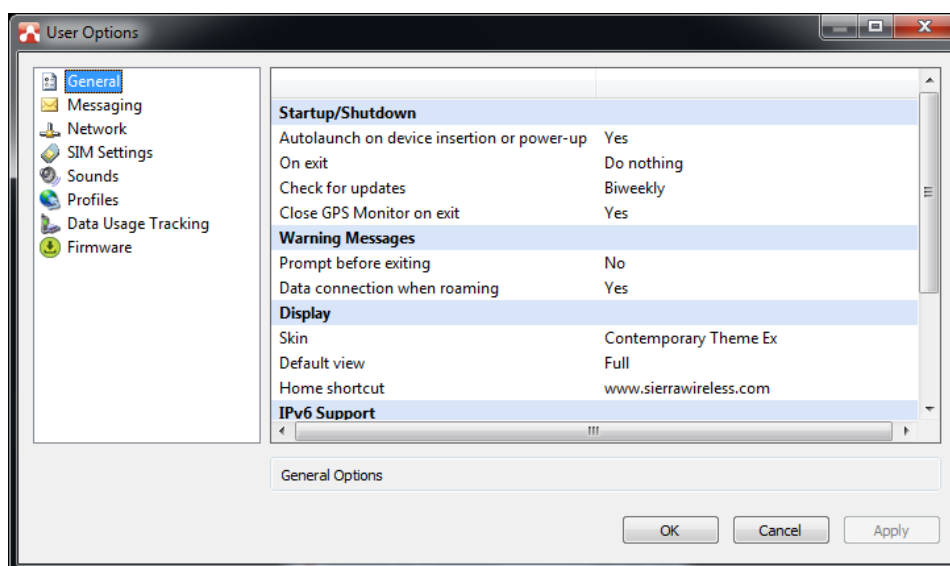 User Options
General
Messaging
Network
SIM Settings
Sounds
Profiles
Data Usage Tracking
Firmware
Startup/Shutdown
Autolaunch on device insertion or power-up Yes
On exit Do nothing
Check for updates Biweekly
Close GPS Monitor on exit Yes
Warning Messages
Prompt before exiting No
Data connection when roaming Yes
Display
Skin Contemporary Theme Ex
Default view Full
Home shortcut www.sierrawireless.com
IPv6 Support
General Options
OK Cancel Apply